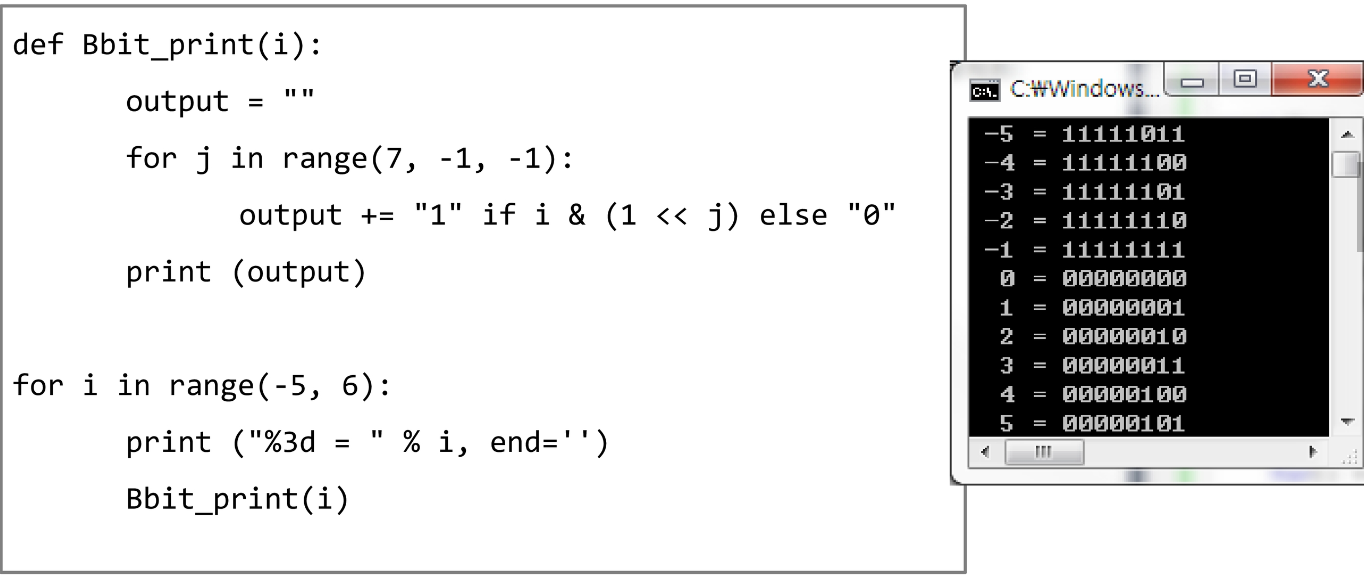 def Bbit_print(i):
output = ""
for j in range(7, -1, -1):
output += "1" if i & (1 << j) else "0"
print (output)
for i in range(-5, 6):
print ("%3d = " % i, end='')
Bbit_print(i)
C:₩Windows...
-5 = 11111011
-4 = 11111100
-3 = 11111101
-2 = 11111110
-1 = 11111111
0 = 00000000
1 = 00000001
2 = 00000010
3 = 00000011
4 = 00000100
5 = 00000101